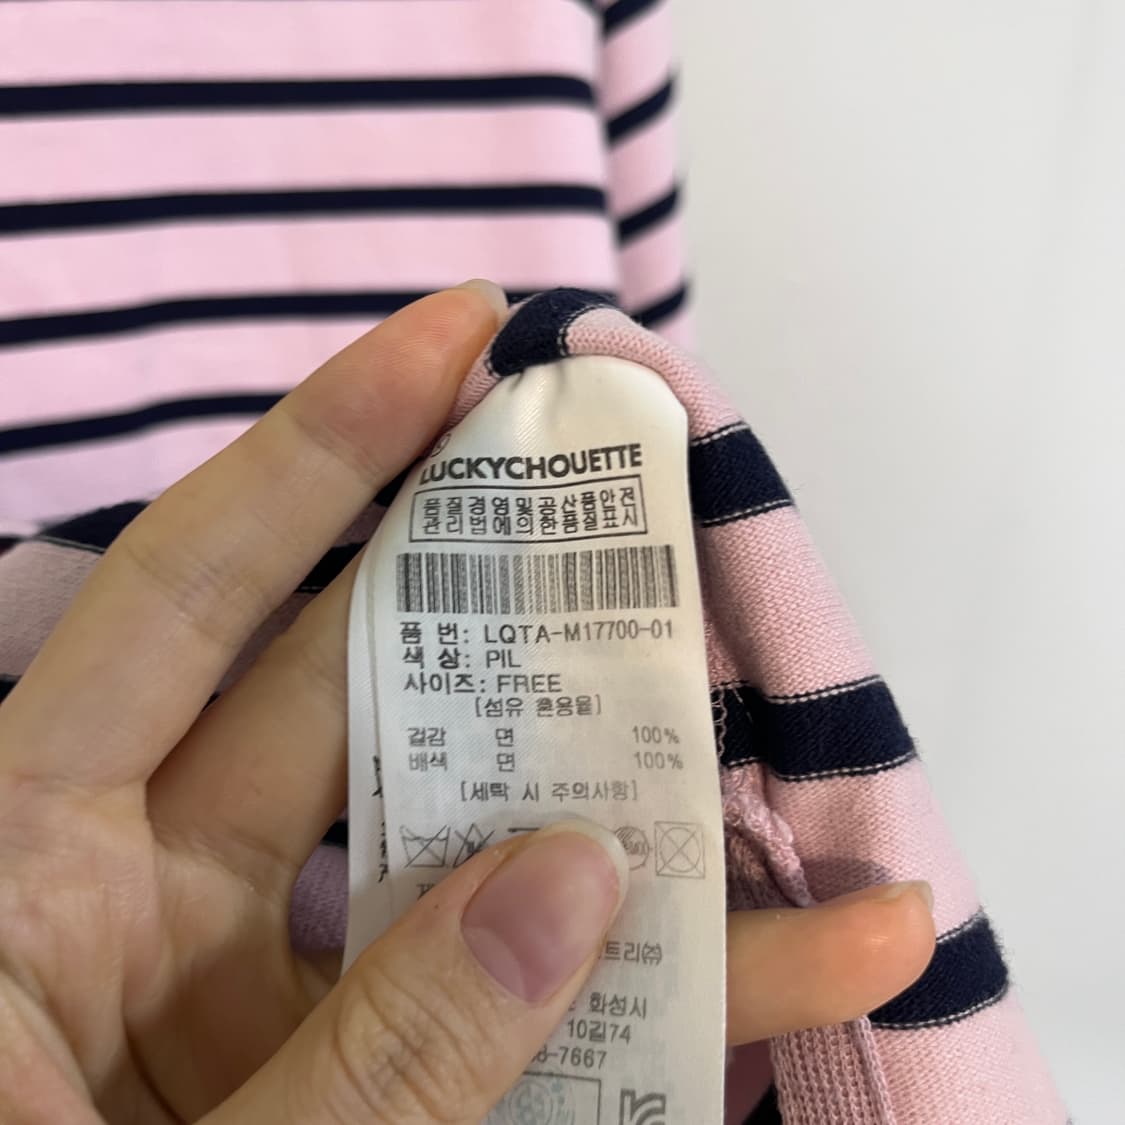 LUCKYCHOUETTE
품질경영및공산품안전
관리법에의한품질표시
품 번: LQTA-M17700-01
색 상: PIL
사이즈: FREE
[섬유 혼용율]
겉감 면 100%
배색 면 100%
[세탁 시 주의사항]
트리㈜
화성시
10길74
-7667